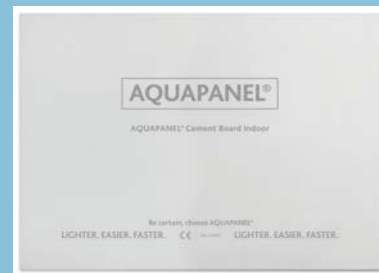 AQUAPANEL®
AQUAPANEL® Cement Board Indoor
Be certain, choose AQUAPANEL®
LIGHTER. EASIER. FASTER. CE LIGHTER. EASIER. FASTER.